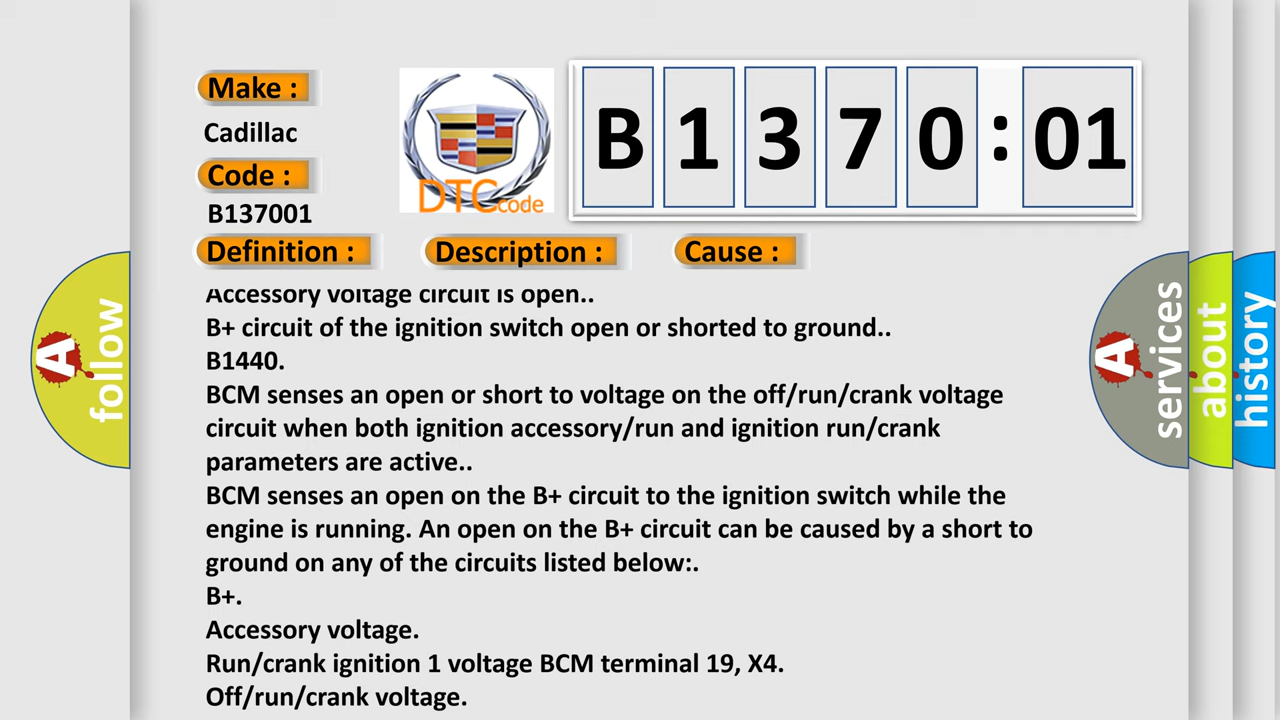 Make :
Cadillac
Code :
B137001
DTCcode
B1370:01
Definition :
Description :
Cause :
Accessory voltage circuit is open..
B+ circuit of the ignition switch open or shorted to ground..
B1440.
BCM senses an open or short to voltage on the off/run/crank voltage
circuit when both ignition accessory/run and ignition run/crank
parameters are active..
BCM senses an open on the B+ circuit to the ignition switch while the
engine is running. An open on the B+ circuit can be caused by a short to
ground on any of the circuits listed below:.
B+.
Accessory voltage.
Run/crank ignition 1 voltage BCM terminal 19, X4.
Off/run/crank voltage.
A
follow
A
services
about
history